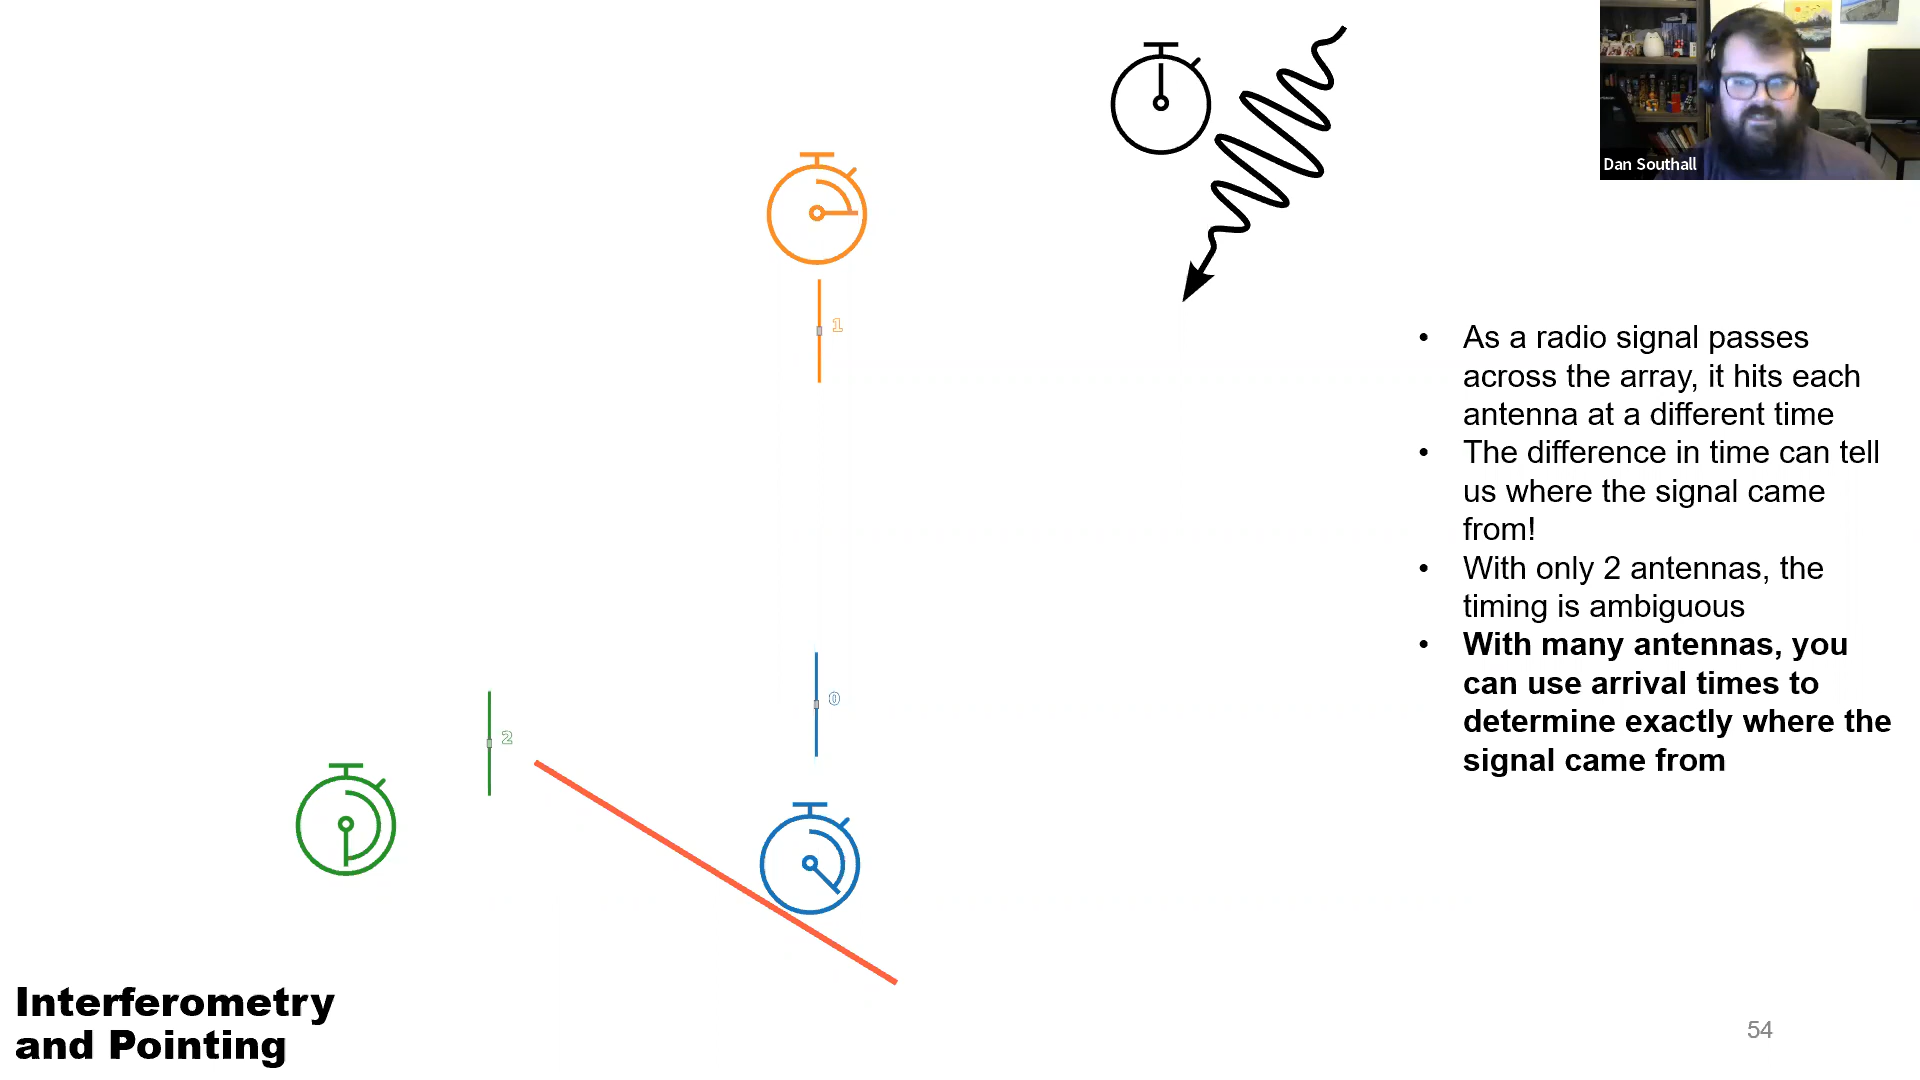 Dan Southall
1
0
2
• As a radio signal passes
across the array, it hits each
antenna at a different time
• The difference in time can tell
us where the signal came
from!
• With only 2 antennas, the
timing is ambiguous
• With many antennas, you
can use arrival times to
determine exactly where the
signal came from
Interferometry
and Pointing
54